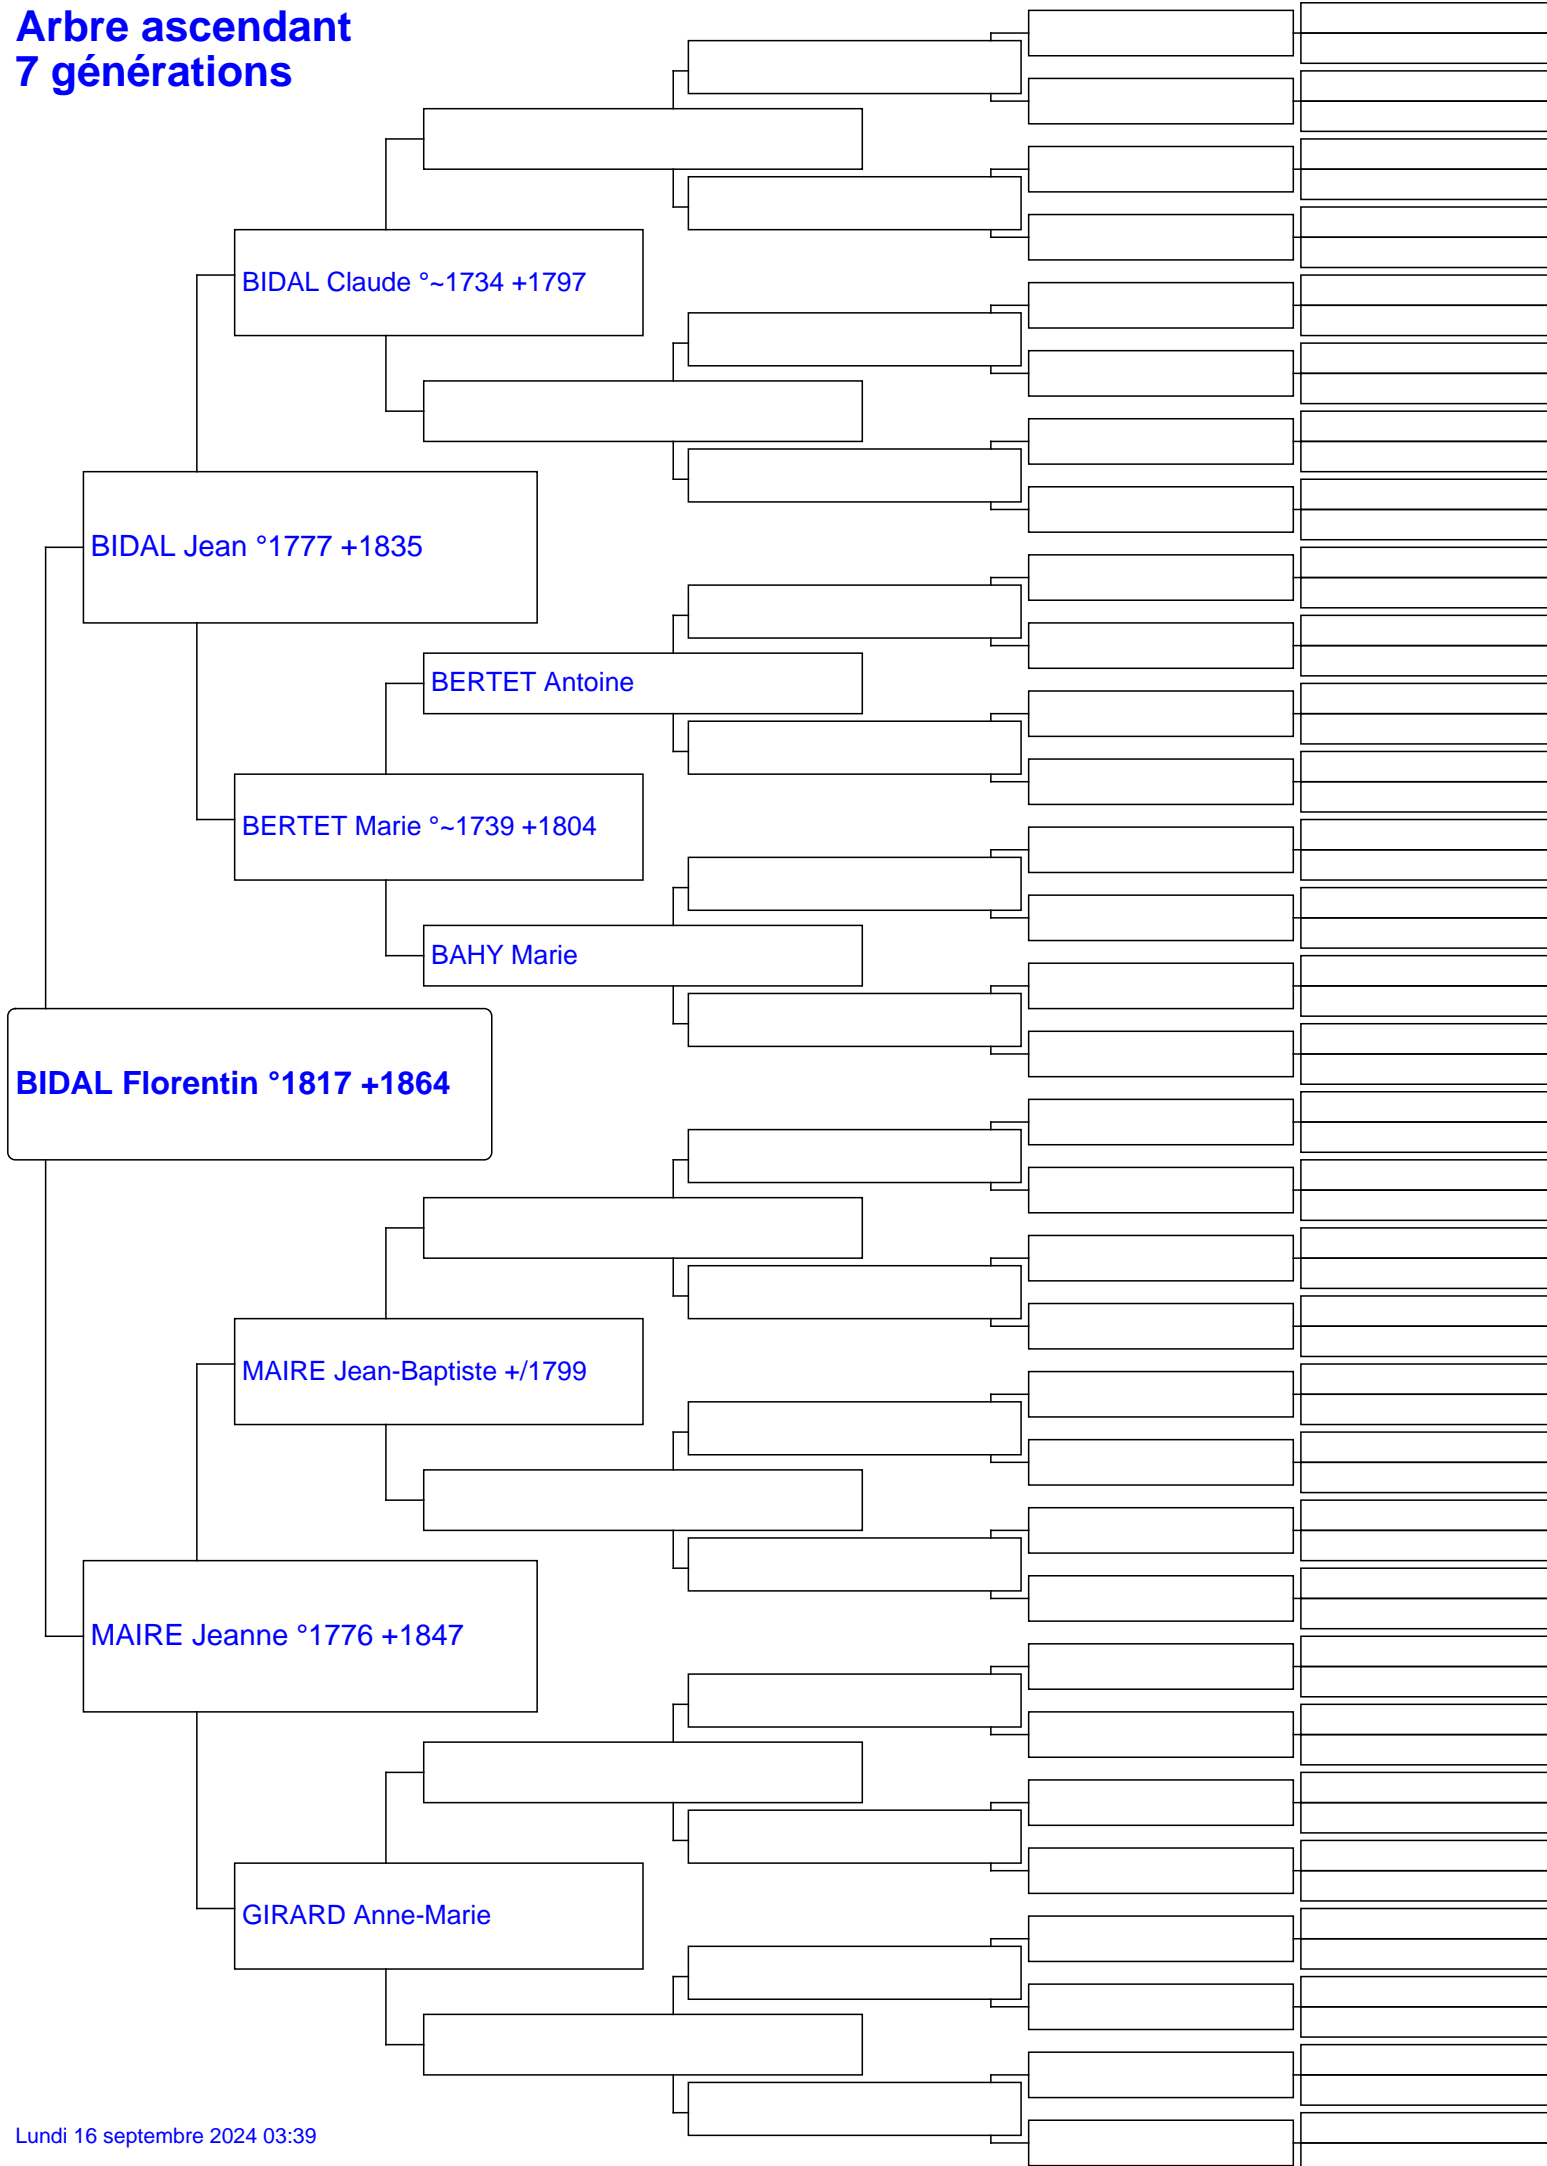 Arbre ascendant
7 générations
BIDAL Claude °~1734 +1797
BIDAL Jean °1777 +1835
BERTET Antoine
BERTET Marie °~1739 +1804
BAHY Marie
BIDAL Florentin °1817 +1864
MAIRE Jean-Baptiste +/1799
MAIRE Jeanne °1776 +1847
GIRARD Anne-Marie
Lundi 16 septembre 2024 03:39